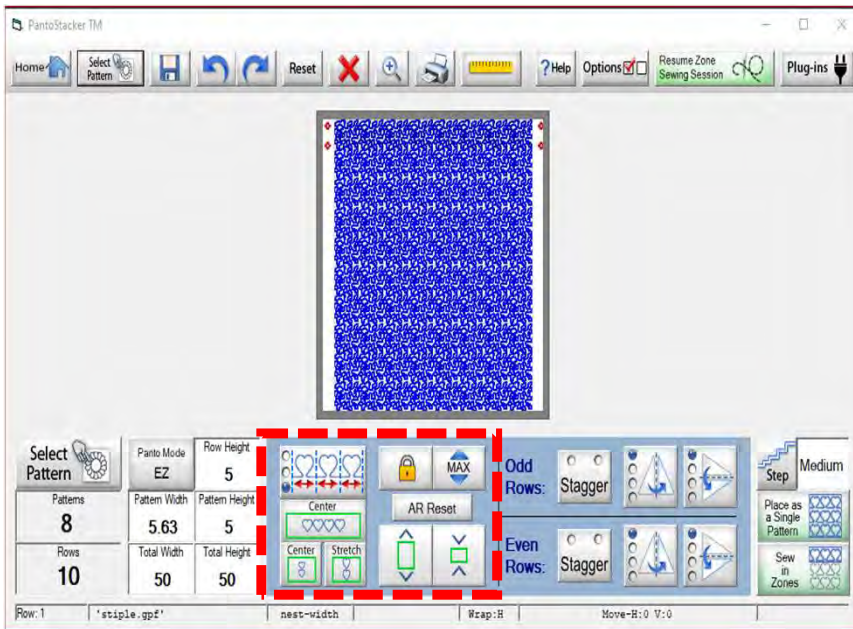 PantoStacker TM
Home
Select
Pattern
Reset
? Help
Options
Resume Zone
Sewing Session
Plug-ins
Select
Pattern
Panto Mode
EZ
Row Height
5
Patterns
8
Pattern Width
5.63
Pattern Height
5
Rows
10
Total Width
50
Total Height
50
MAX
Center
AR Reset
Center
Stretch
Odd
Rows:
Stagger
Even
Rows:
Stagger
Step
Medium
Place as
a Single
Pattern
Sew
in
Zones
Row: 1
'stiple.gpf'
nest-width
Wrap:H
Move-H:0 V:0